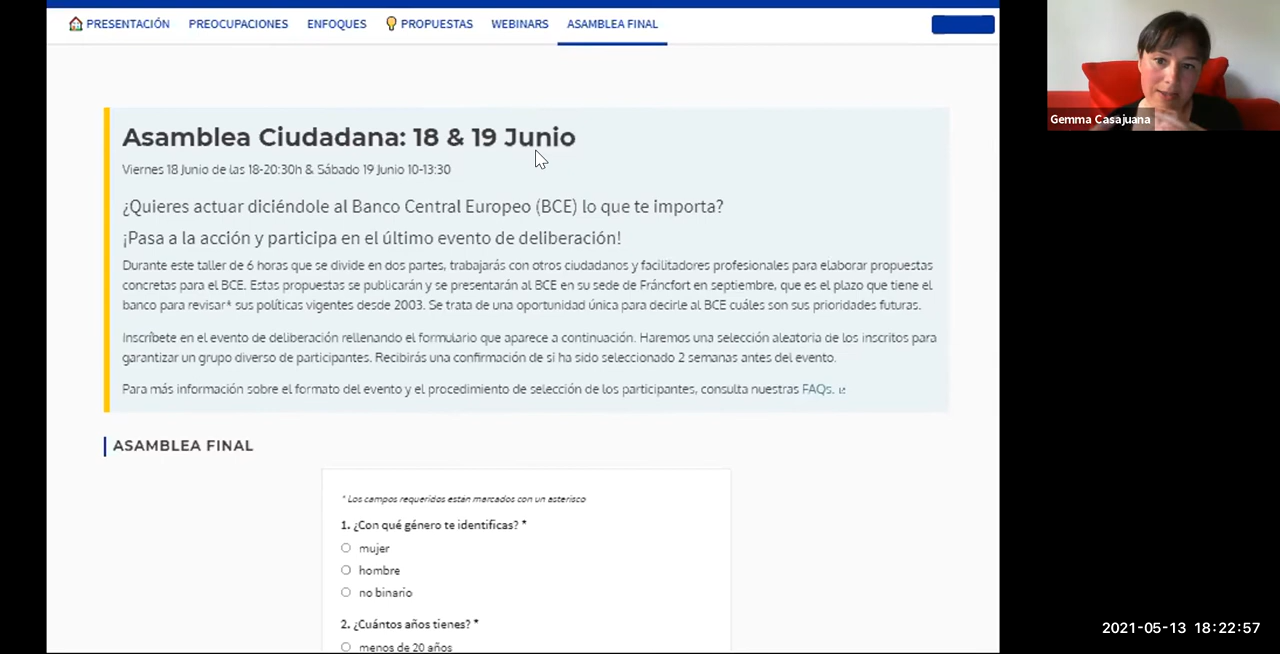 PRESENTACIÓN PREOCUPACIONES ENFOQUES PROPUESTAS WEBINARS ASAMBLEA FINAL
Gemma Casajuana
Asamblea Ciudadana: 18 & 19 Junio
Viernes 18 Junio de las 18-20:30h & Sábado 19 Junio 10-13:30
¿Quieres actuar diciéndole al Banco Central Europeo (BCE) lo que te importa?
¡Pasa a la acción y participa en el último evento de deliberación!
Durante este taller de 6 horas que se divide en dos partes, trabajarás con otros ciudadanos y facilitadores profesionales para elaborar propuestas
concretas para el BCE. Estas propuestas se publicarán y se presentarán al BCE en su sede de Fráncfort en septiembre, que es el plazo que tiene el
banco para revisar* sus políticas vigentes desde 2003. Se trata de una oportunidad única para decirle al BCE cuáles son sus prioridades futuras.
Inscríbete en el evento de deliberación rellenando el formulario que aparece a continuación. Haremos una selección aleatoria de los inscritos para
garantizar un grupo diverso de participantes. Recibirás una confirmación de si ha sido seleccionado 2 semanas antes del evento.
Para más información sobre el formato del evento y el procedimiento de selección de los participantes, consulta nuestras FAQs.
ASAMBLEA FINAL
* Los campos requeridos están marcados con un asterisco
1. ¿Con qué género te identificas? *
mujer
hombre
no binario
2. ¿Cuántos años tienes? *
menos de 20 años
2021-05-13 18:22:57